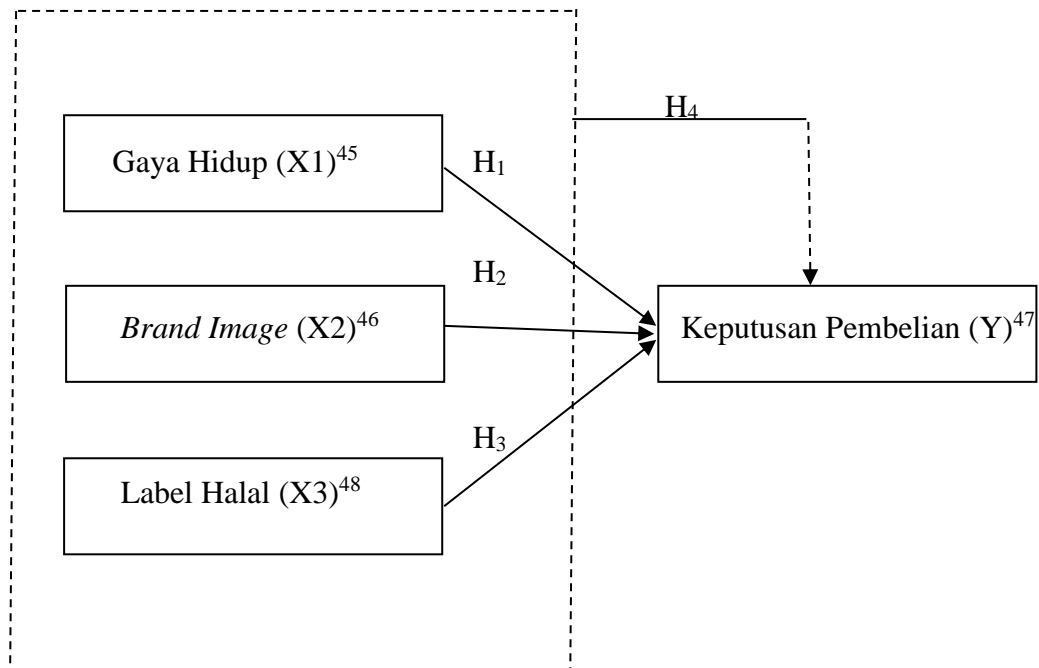 H₄
Gaya Hidup (X1)⁴⁵
H₁
H₂
Brand Image (X2)⁴⁶
Keputusan Pembelian (Y)⁴⁷
H₃
Label Halal (X3)⁴⁸